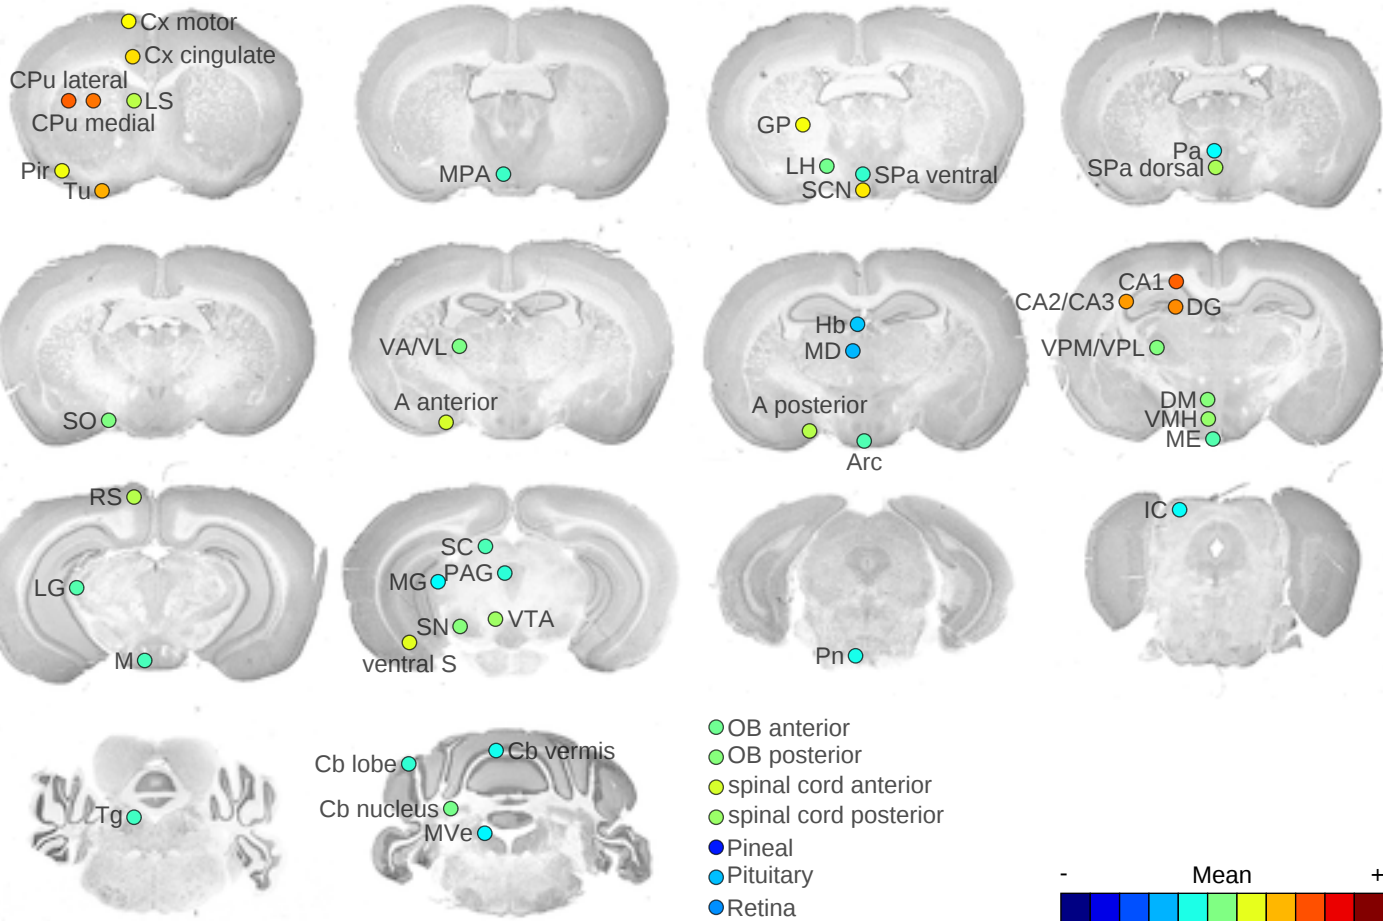 Cx motor
Cx cingulate
CPu lateral
LS
CPu medial
Pir
Tu
MPA
GP
LH
SPa ventral
SCN
Pa
SPa dorsal
SO
VA/VL
A anterior
Hb
MD
A posterior
Arc
CA1
CA2/CA3
DG
VPM/VPL
DM
VMH
ME
RS
LG
M
SC
MG
PAG
SN
VTA
ventral S
Pn
IC
Tg
Cb lobe
Cb vermis
Cb nucleus
MVe
OB anterior
OB posterior
spinal cord anterior
spinal cord posterior
Pineal
Pituitary
Retina
- Mean +